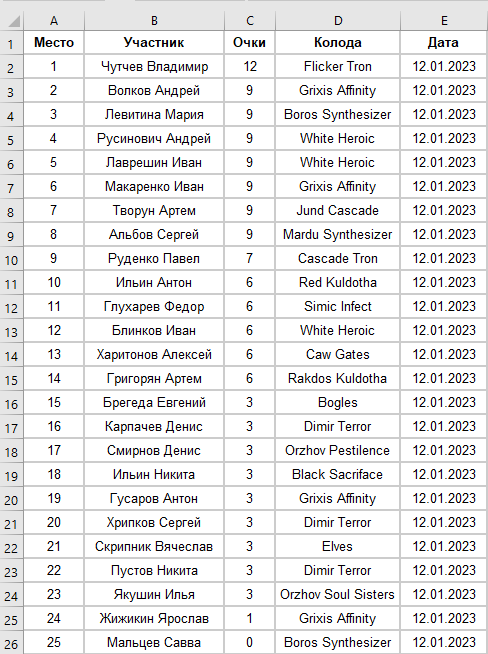 A B C D E
1 Место Участник Очки Колода Дата
2 1 Чутчев Владимир 12 Flicker Tron 12.01.2023
3 2 Волков Андрей 9 Grixis Affinity 12.01.2023
4 3 Левитина Мария 9 Boros Synthesizer 12.01.2023
5 4 Русинович Андрей 9 White Heroic 12.01.2023
6 5 Лаврешин Иван 9 White Heroic 12.01.2023
7 6 Макаренко Иван 9 Grixis Affinity 12.01.2023
8 7 Творун Артем 9 Jund Cascade 12.01.2023
9 8 Альбов Сергей 9 Mardu Synthesizer 12.01.2023
10 9 Руденко Павел 7 Cascade Tron 12.01.2023
11 10 Ильин Антон 6 Red Kuldotha 12.01.2023
12 11 Глухарев Федор 6 Simic Infect 12.01.2023
13 12 Блинков Иван 6 White Heroic 12.01.2023
14 13 Харитонов Алексей 6 Caw Gates 12.01.2023
15 14 Григорян Артем 6 Rakdos Kuldotha 12.01.2023
16 15 Брегеда Евгений 3 Bogles 12.01.2023
17 16 Карпачев Денис 3 Dimir Terror 12.01.2023
18 17 Смирнов Денис 3 Orzhov Pestilence 12.01.2023
19 18 Ильин Никита 3 Black Sacriface 12.01.2023
20 19 Гусаров Антон 3 Grixis Affinity 12.01.2023
21 20 Хрипков Сергей 3 Dimir Terror 12.01.2023
22 21 Скрипник Вячеслав 3 Elves 12.01.2023
23 22 Пустов Никита 3 Dimir Terror 12.01.2023
24 23 Якушин Илья 3 Orzhov Soul Sisters 12.01.2023
25 24 Жижикин Ярослав 1 Grixis Affinity 12.01.2023
26 25 Мальцев Савва 0 Boros Synthesizer 12.01.2023